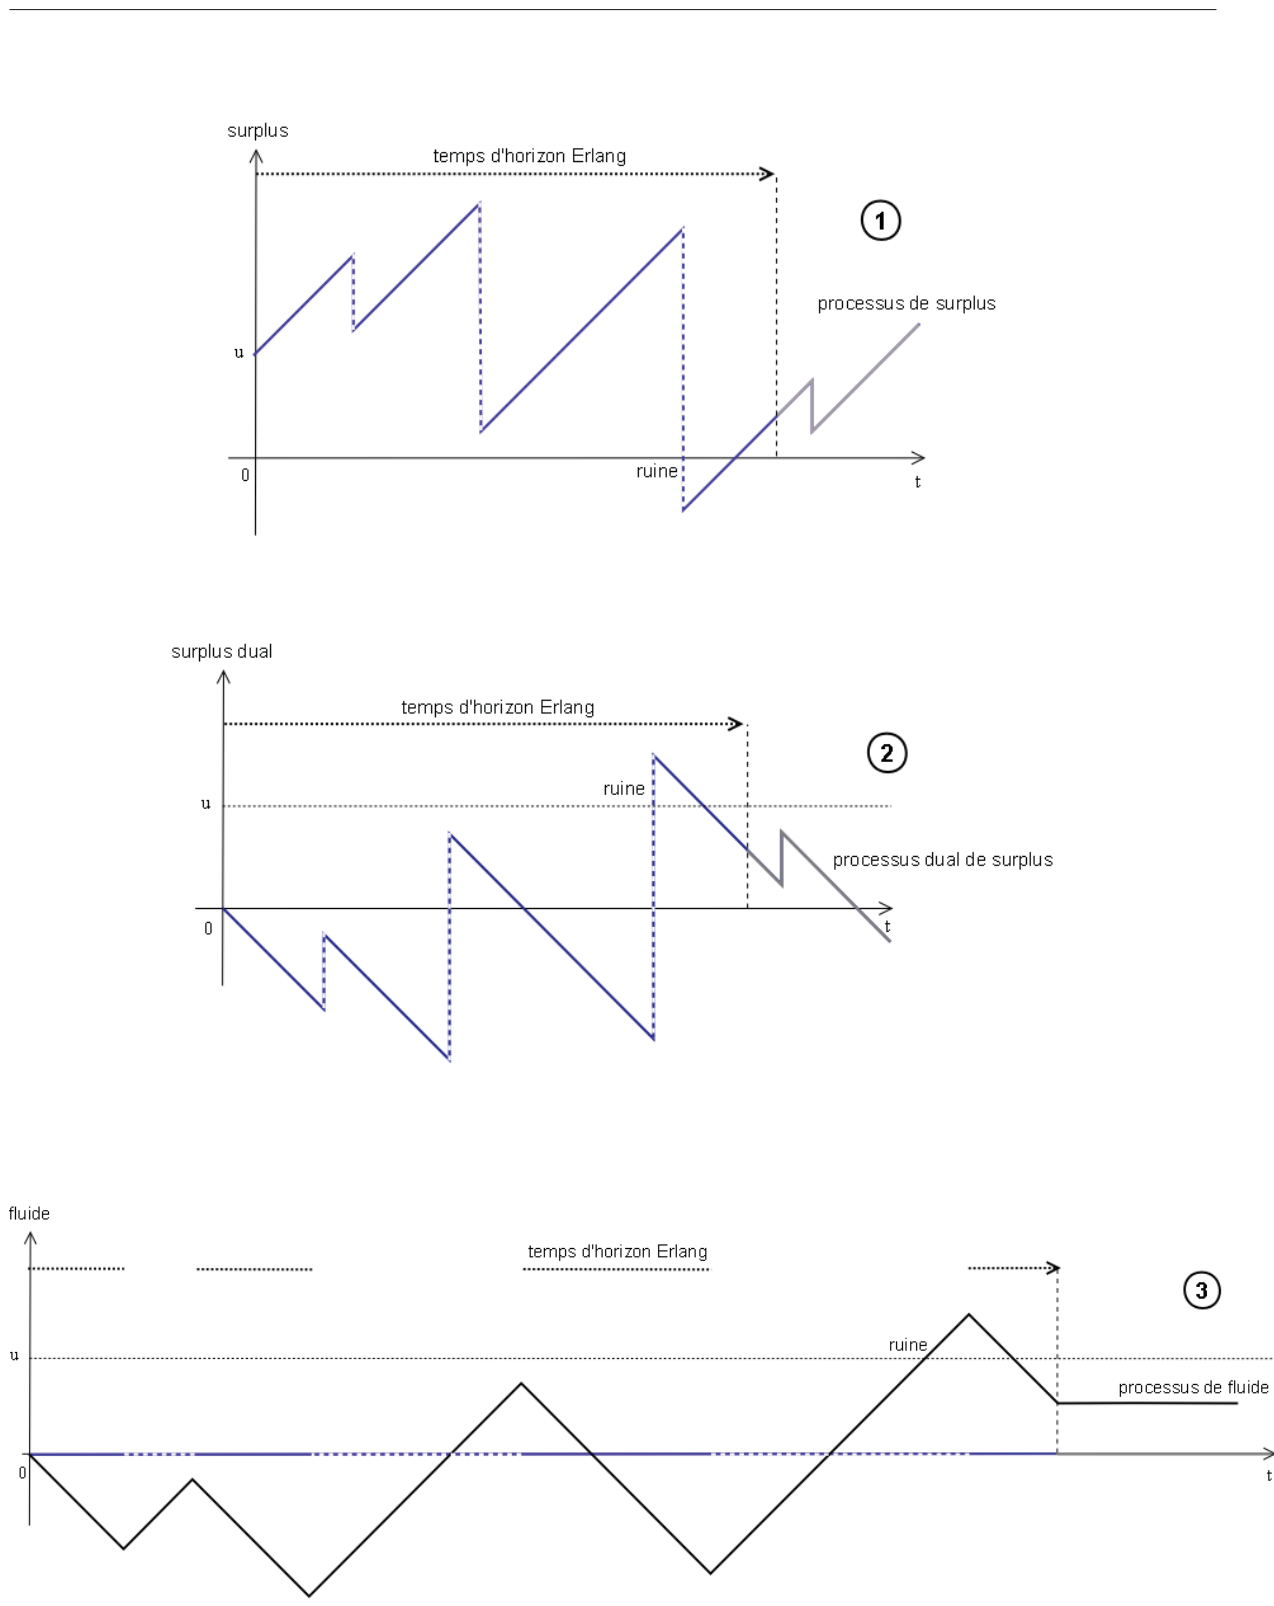 surplus
temps d'horizon Erlang
1
processus de surplus
u
ruine
0
t
surplus dual
temps d'horizon Erlang
2
ruine
u
processus dual de surplus
0
t
fluide
temps d'horizon Erlang
3
ruine
u
processus de fluide
0
t